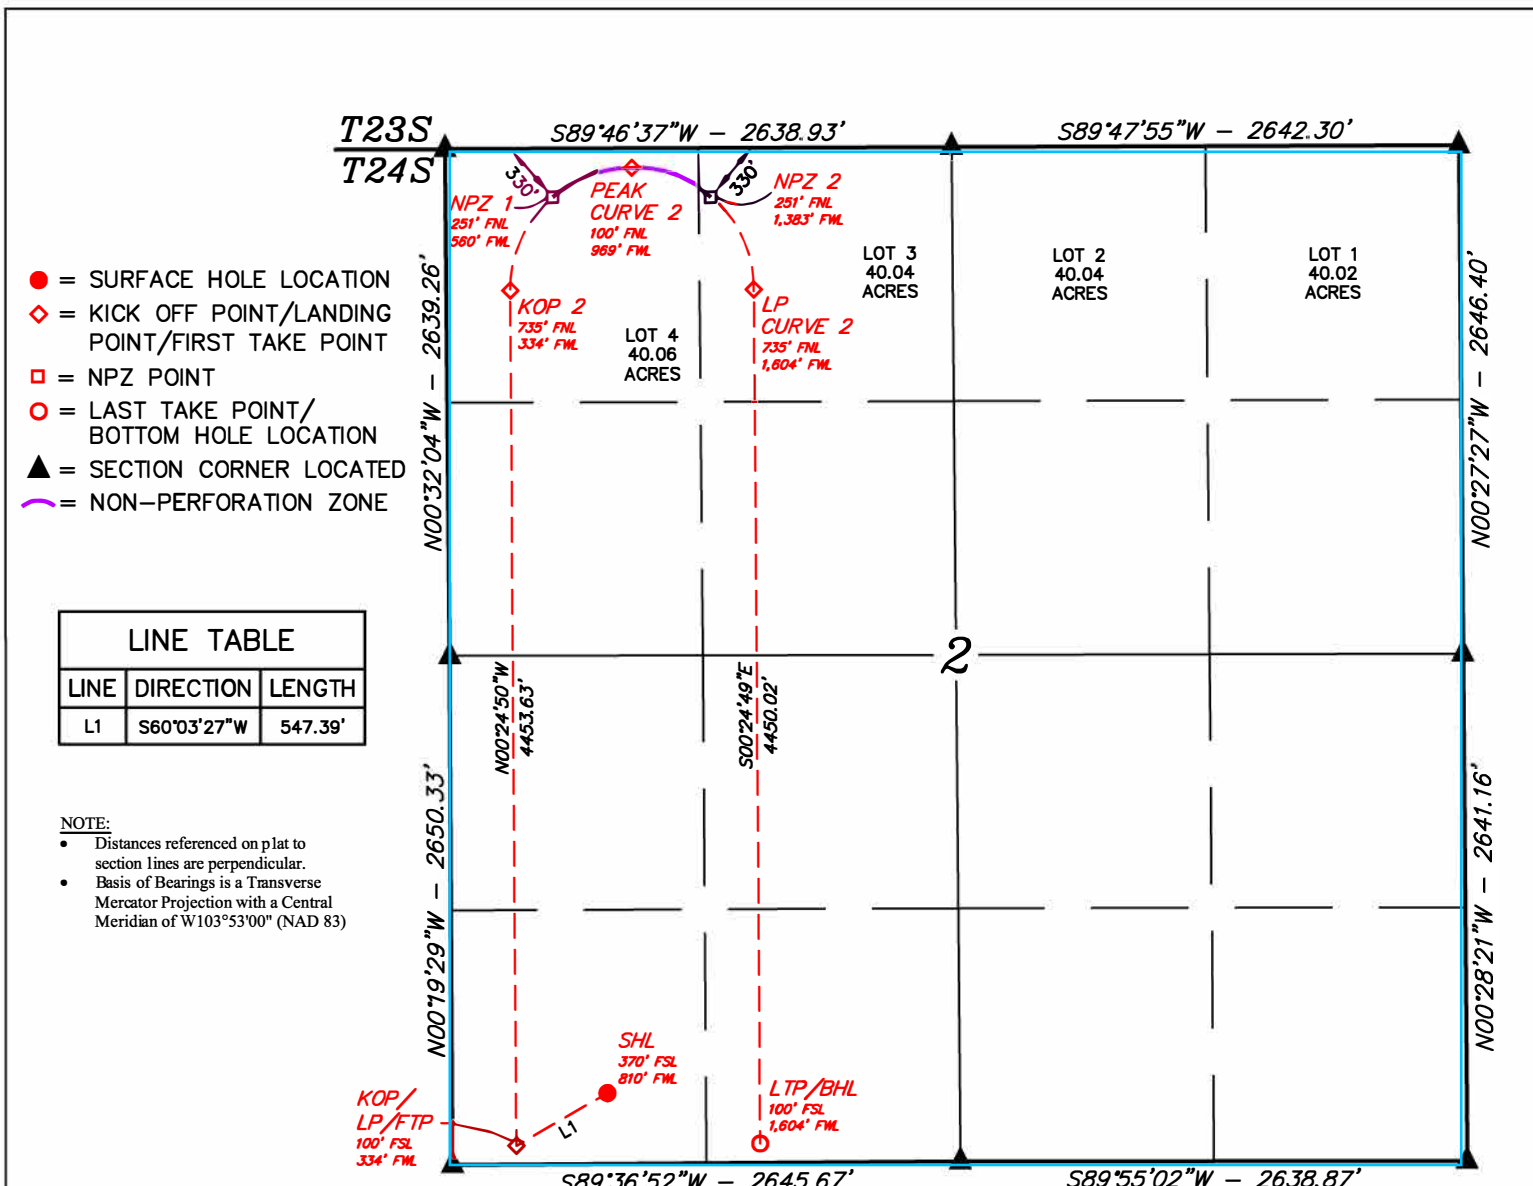 T23S
T24S
S89°46'37"W – 2638.93'
S89°47'55"W – 2642.30'
330'
330'
NPZ 1
251' FNL
560' FWL
PEAK
CURVE 2
100' FNL
969' FWL
NPZ 2
251' FNL
1,383' FWL
LOT 3
40.04
ACRES
LOT 2
40.04
ACRES
LOT 1
40.02
ACRES
KOP 2
735' FNL
334' FWL
LP
CURVE 2
735' FNL
1,604' FWL
LOT 4
40.06
ACRES
= SURFACE HOLE LOCATION
= KICK OFF POINT/LANDING
POINT/FIRST TAKE POINT
= NPZ POINT
= LAST TAKE POINT/
BOTTOM HOLE LOCATION
= SECTION CORNER LOCATED
= NON–PERFORATION ZONE
N00°32'04"W – 2639.26'
N00°27'27"W – 2646.40'
LINE TABLE
LINE DIRECTION LENGTH
L1 S60°03'27"W 547.39'
2
N00°24'50"W
4453.63'
S00°24'49"E
4450.02'
NOTE:
• Distances referenced on plat to
section lines are perpendicular.
• Basis of Bearings is a Transverse
Mercator Projection with a Central
Meridian of W103°53'00" (NAD 83)
N00°19'29"W – 2650.33'
N00°28'21"W – 2641.16'
SHL
370' FSL
810' FWL
L1
KOP/
LP/FTP
100' FSL
334' FWL
LTP/BHL
100' FSL
1,604' FWL
S89°36'52"W – 2645.67'
S89°55'02"W – 2638.87'